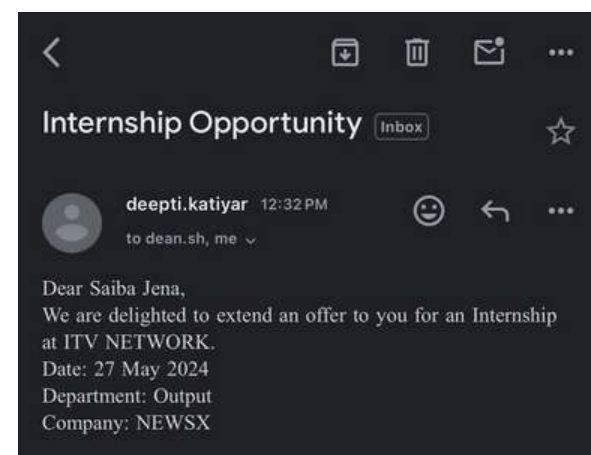 Internship Opportunity Inbox
deepti.katiyar 12:32 PM
to dean.sh, me
Dear Saiba Jena,
We are delighted to extend an offer to you for an Internship
at ITV NETWORK.
Date: 27 May 2024
Department: Output
Company: NEWSX